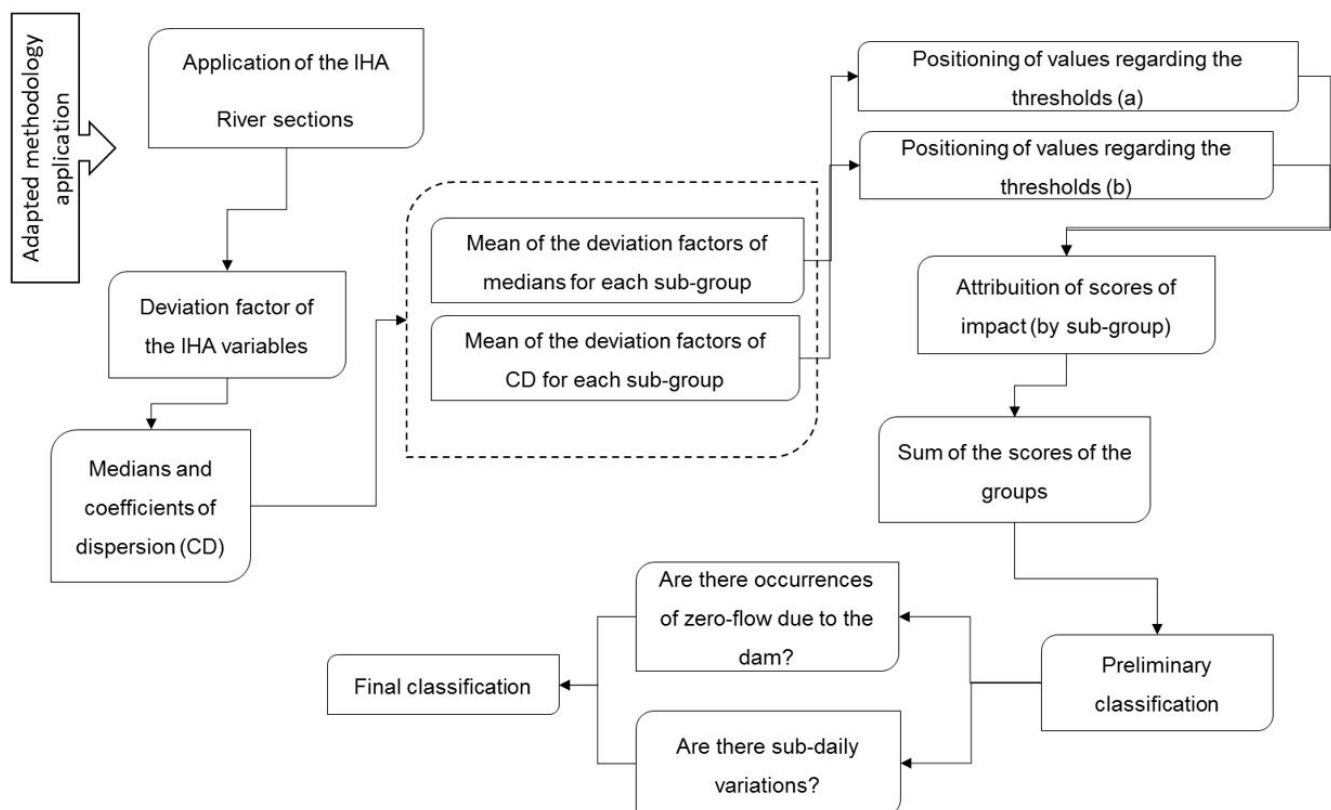 Adapted methodology
application
Application of the IHA
River sections
Deviation factor of
the IHA variables
Medians and
coefficients of
dispersion (CD)
Mean of the deviation factors of
medians for each sub-group
Mean of the deviation factors of
CD for each sub-group
Positioning of values regarding the
thresholds (a)
Positioning of values regarding the
thresholds (b)
Attribuition of scores of
impact (by sub-group)
Sum of the scores of the
groups
Preliminary
classification
Are there occurrences
of zero-flow due to the
dam?
Are there sub-daily
variations?
Final classification